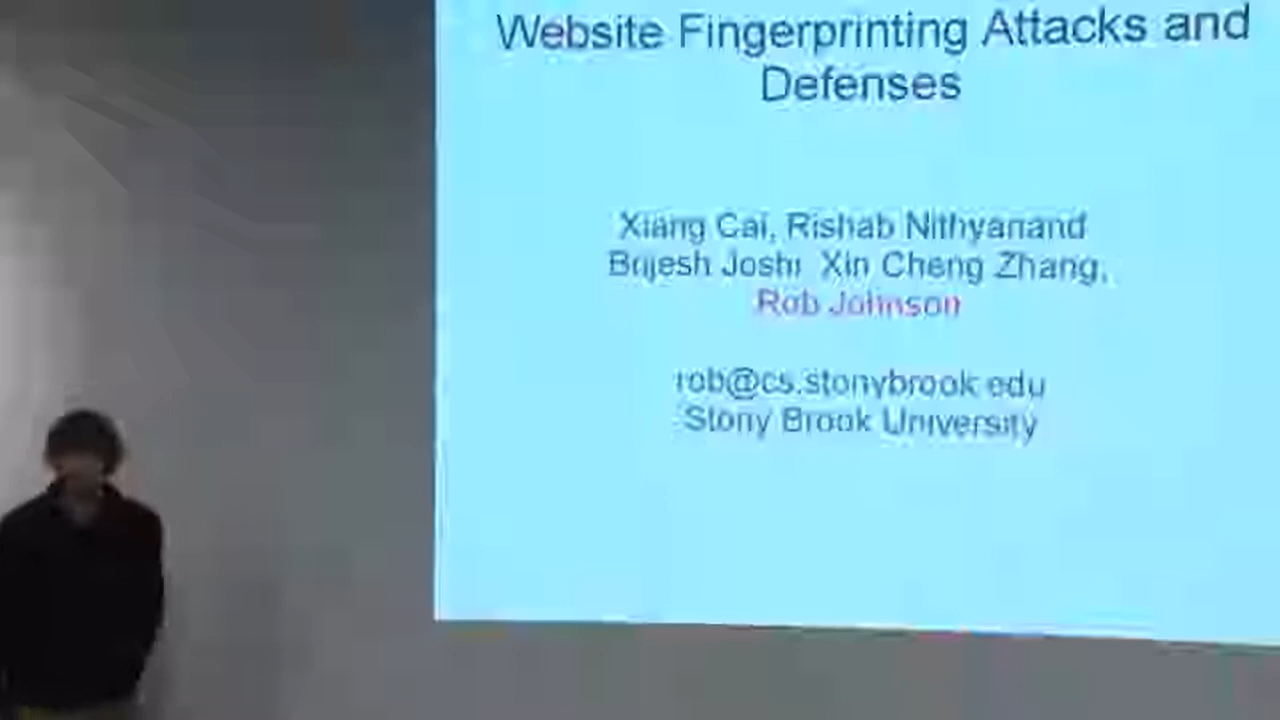 Website Fingerprinting Attacks and
Defenses
Xiang Cai, Rishab Nithyanand
Brijesh Joshi Xin Cheng Zhang,
Rob Johnson
rob@cs.stonybrook.edu
Stony Brook University